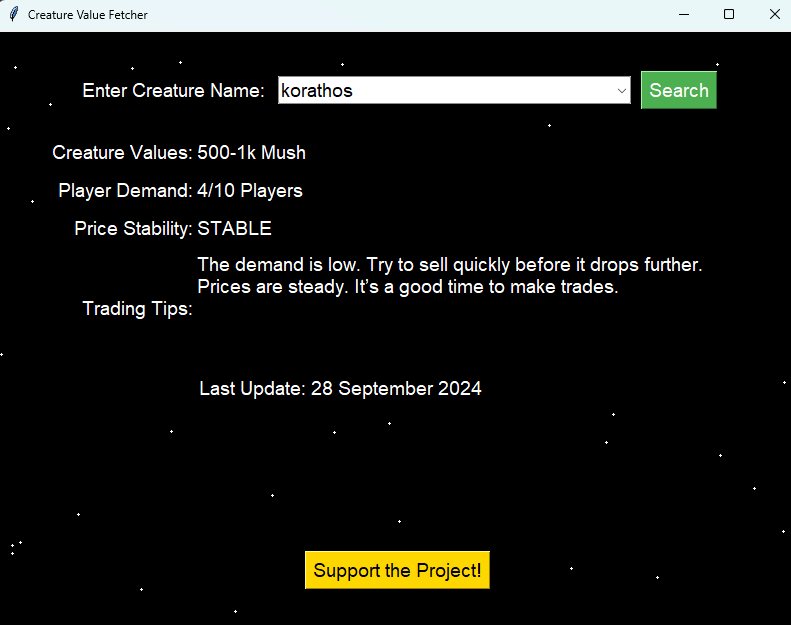 Creature Value Fetcher
Enter Creature Name: korathos Search
Creature Values: 500-1k Mush
Player Demand: 4/10 Players
Price Stability: STABLE
The demand is low. Try to sell quickly before it drops further.
Prices are steady. It's a good time to make trades.
Trading Tips:
Last Update: 28 September 2024
Support the Project!